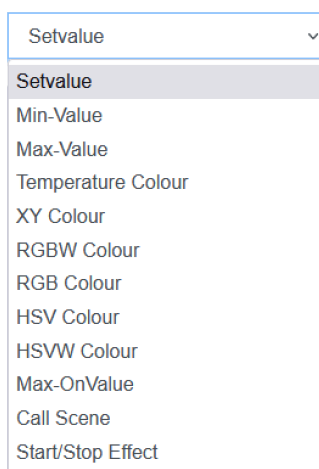 Setvalue
Setvalue
Min-Value
Max-Value
Temperature Colour
XY Colour
RGBW Colour
RGB Colour
HSV Colour
HSVW Colour
Max-OnValue
Call Scene
Start/Stop Effect